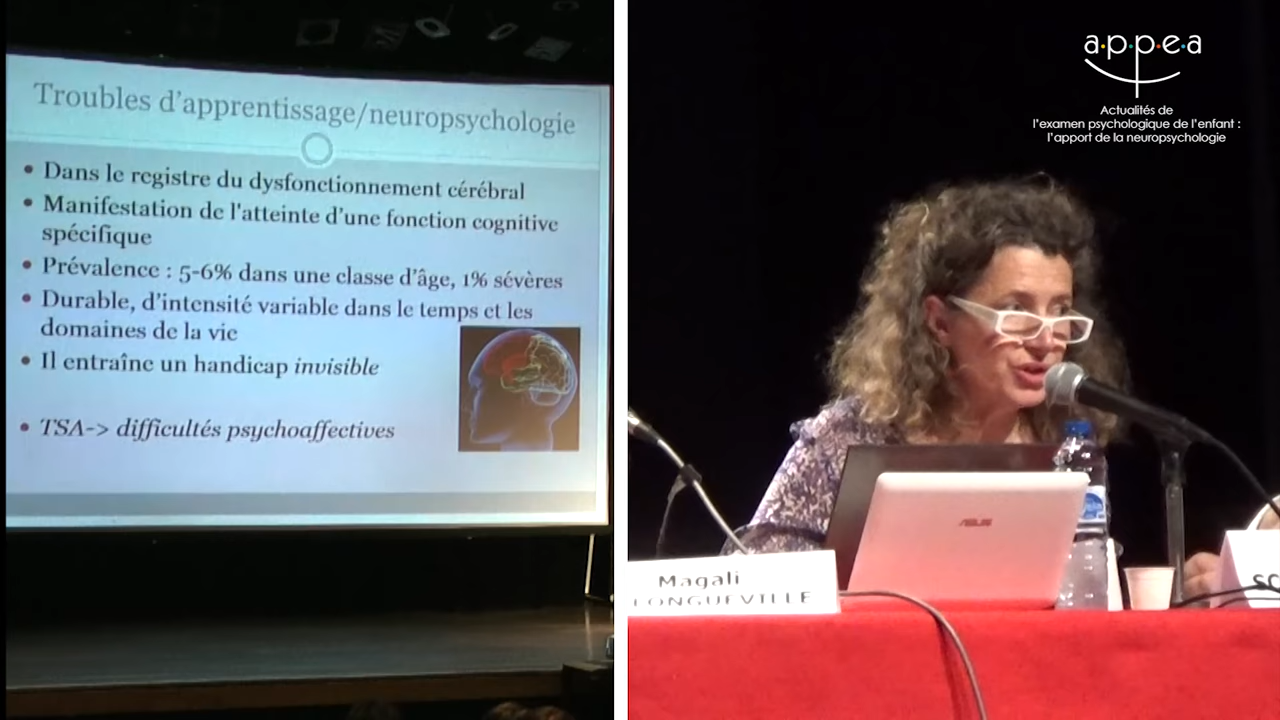 Troubles d'apprentissage/neuropsychologie
• Dans le registre du dysfonctionnement cérébral
• Manifestation de l'atteinte d'une fonction cognitive
spécifique
• Prévalence : 5-6% dans une classe d'âge, 1% sévères
• Durable, d'intensité variable dans le temps et les
domaines de la vie
• Il entraîne un handicap invisible
• TSA-> difficultés psychoaffectives
a·p·p·e·a
Actualités de
l'examen psychologique de l'enfant :
l'apport de la neuropsychologie
ASUS
Magali
LONGUEVILLE
SC